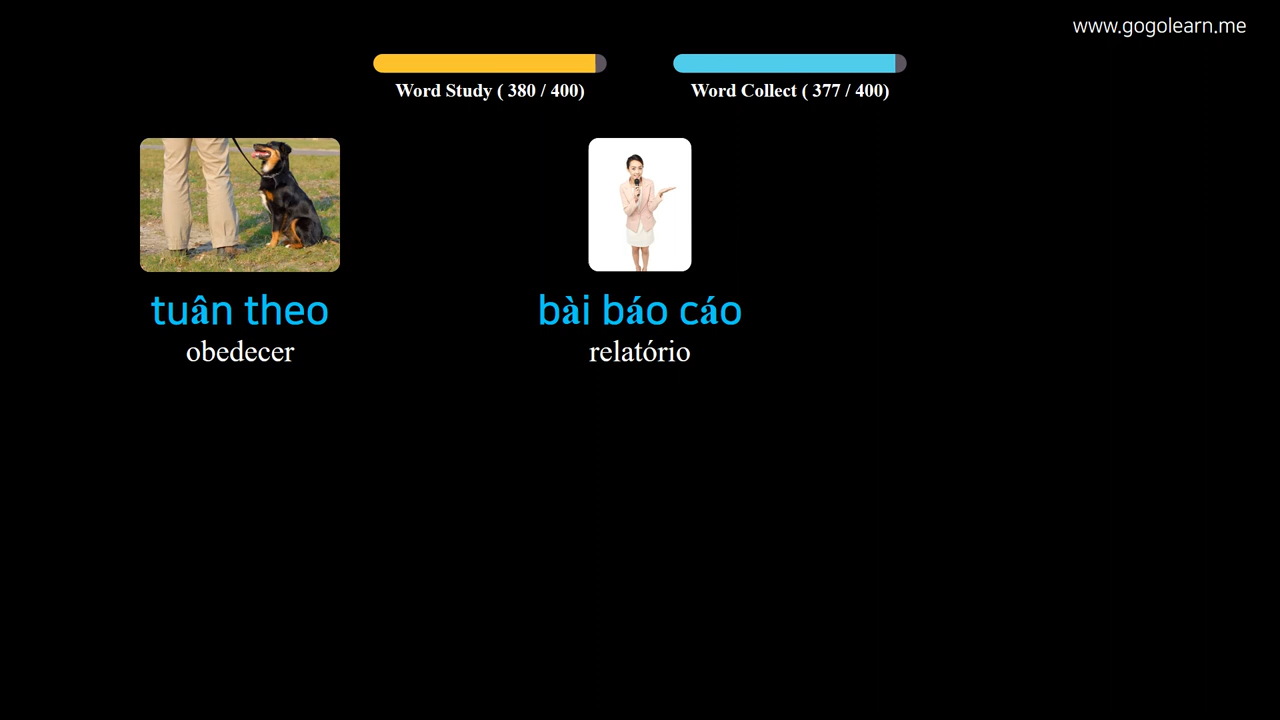 www.gogolearn.me
Word Study ( 380 / 400)
Word Collect ( 377 / 400)
tuân theo
bài báo cáo
obedecer
relatório